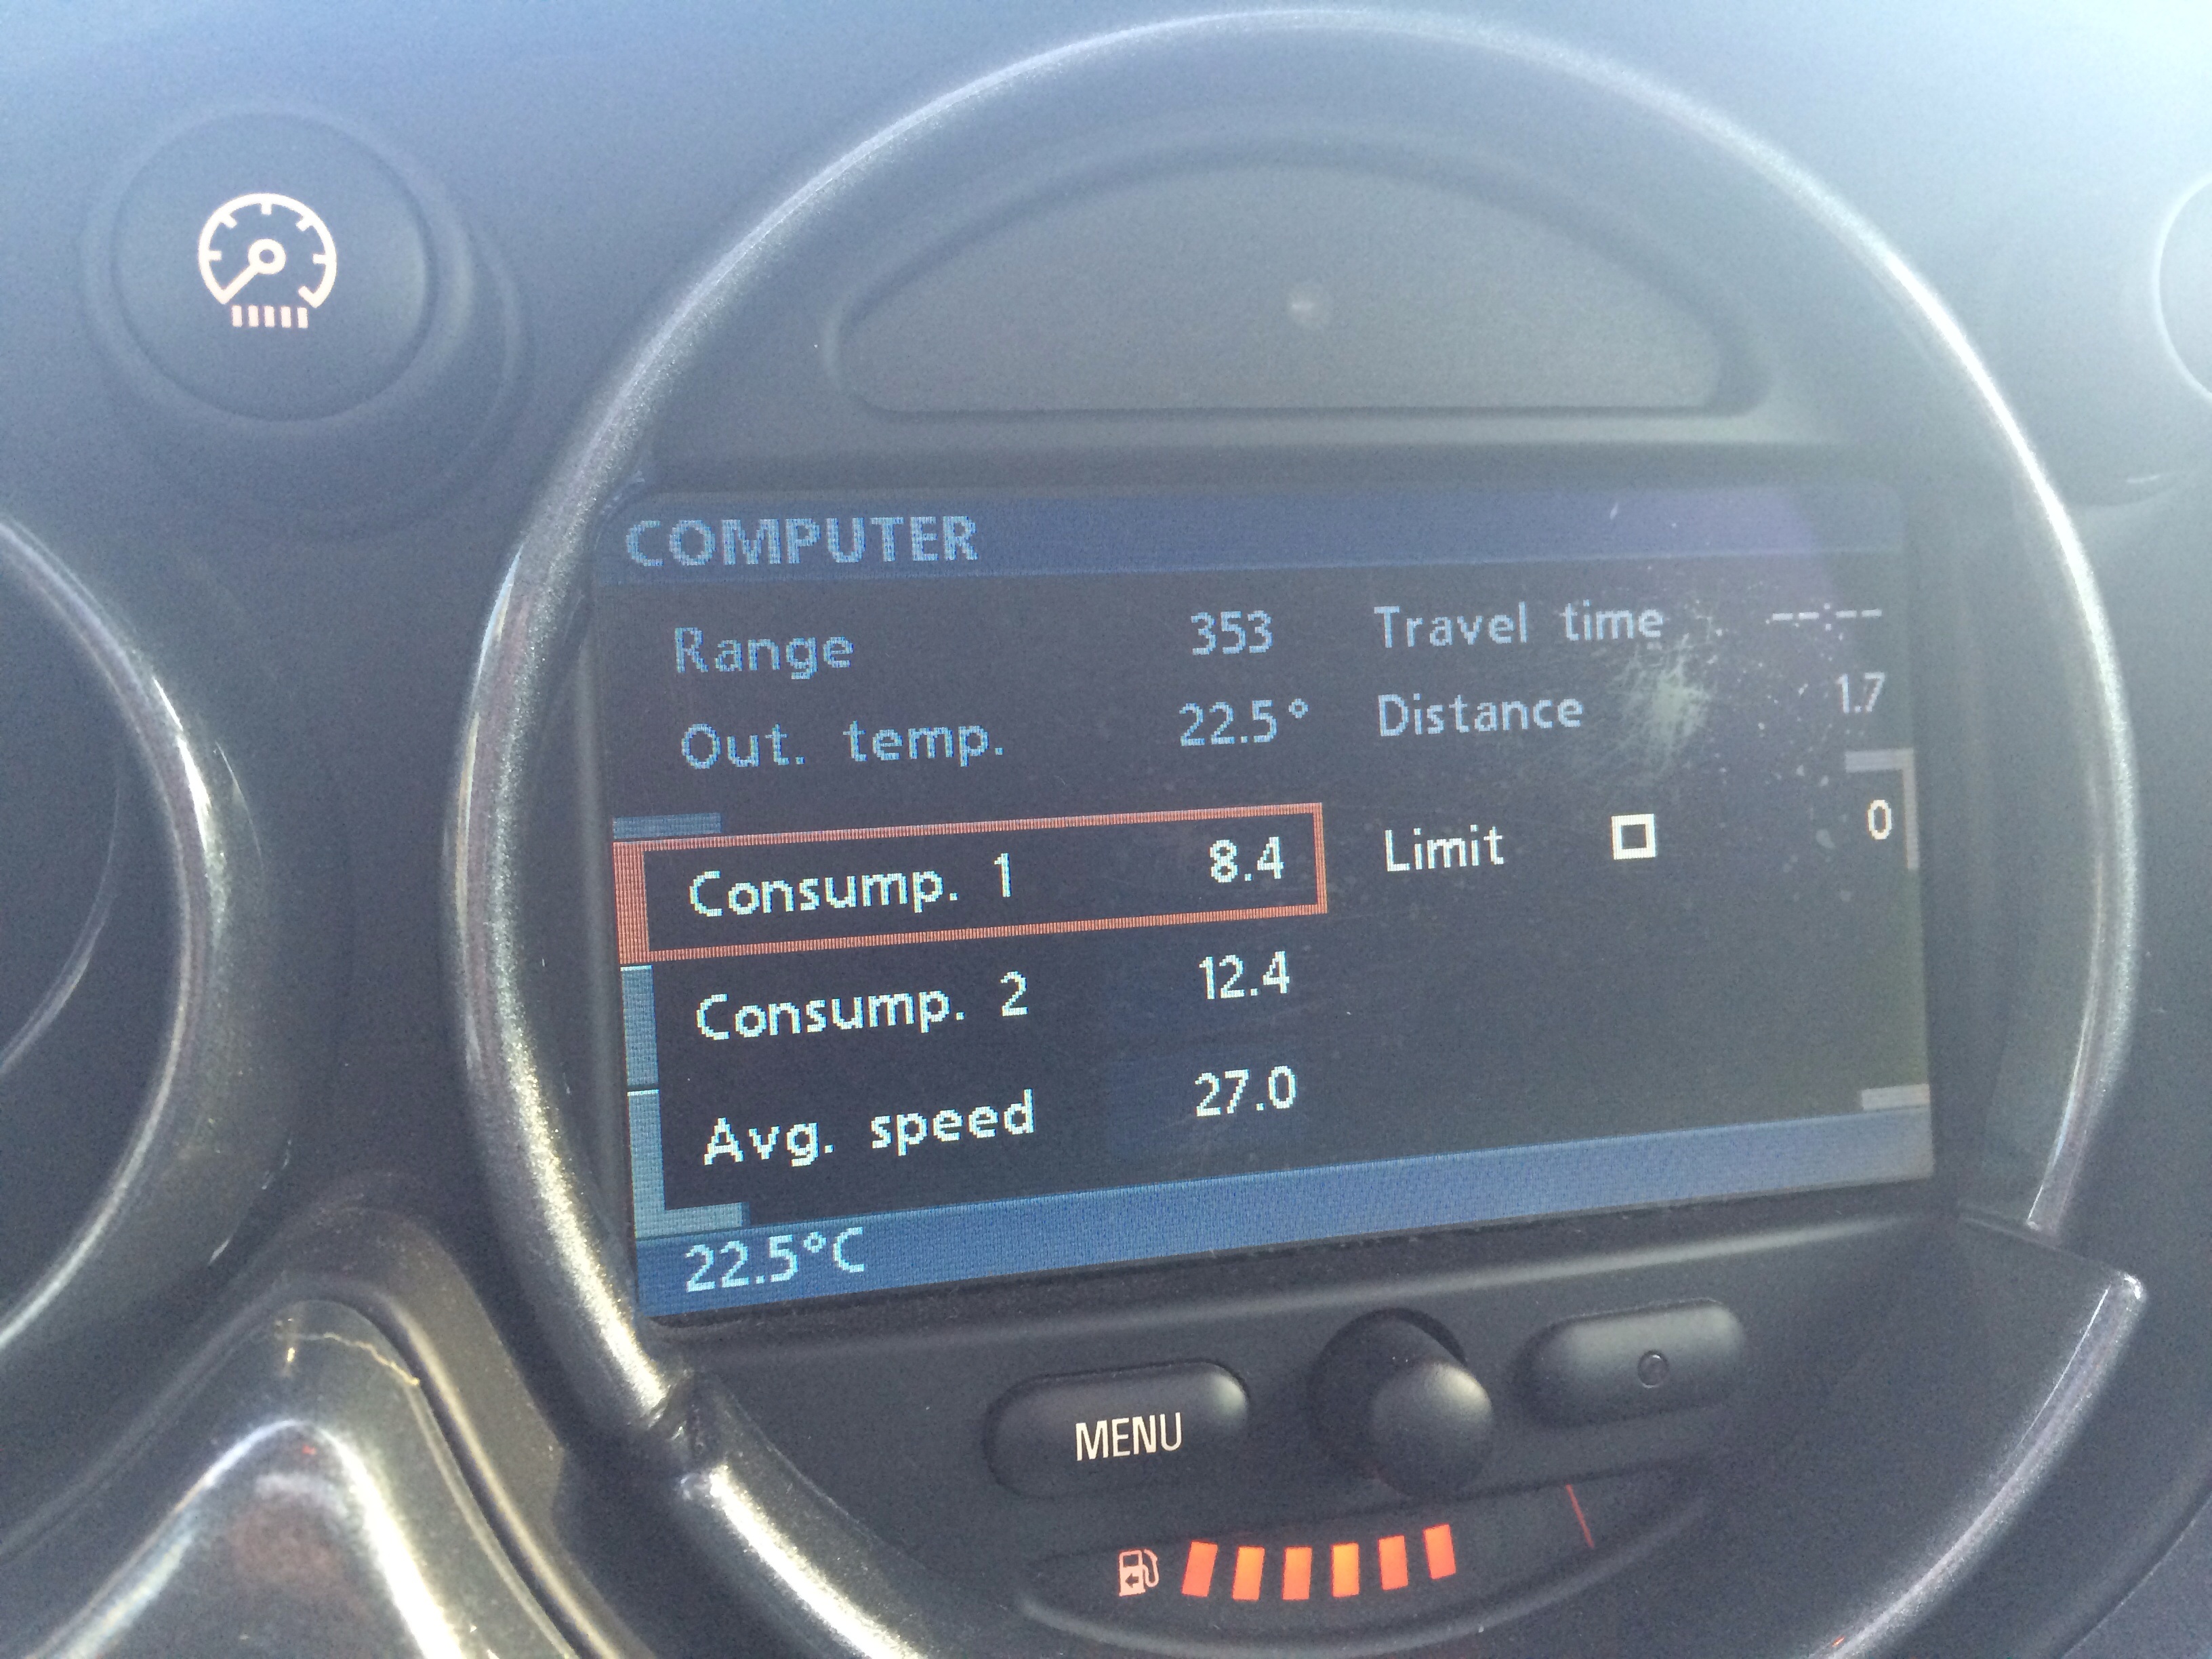 COMPUTER
Range 353
Out. temp. 22.5°
Consump. 1 8.4
Consump. 2 12.4
Avg. speed 27.0
Travel time --:--
Distance 1.7
Limit 0
22.5°C
MENU